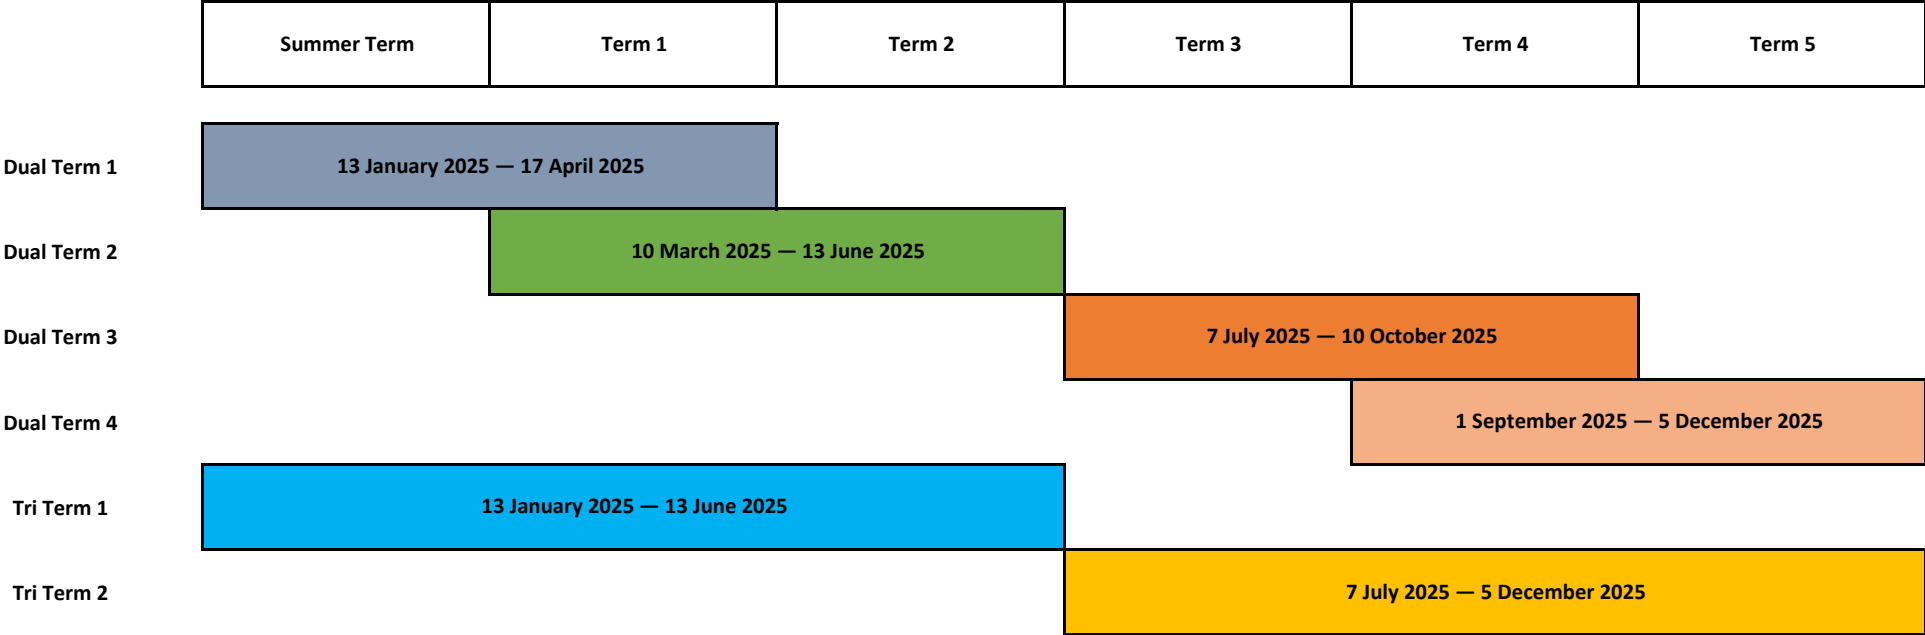 Summer Term
Term 1
Term 2
Term 3
Term 4
Term 5
Dual Term 1
13 January 2025 — 17 April 2025
Dual Term 2
10 March 2025 — 13 June 2025
Dual Term 3
7 July 2025 — 10 October 2025
Dual Term 4
1 September 2025 — 5 December 2025
Tri Term 1
13 January 2025 — 13 June 2025
Tri Term 2
7 July 2025 — 5 December 2025